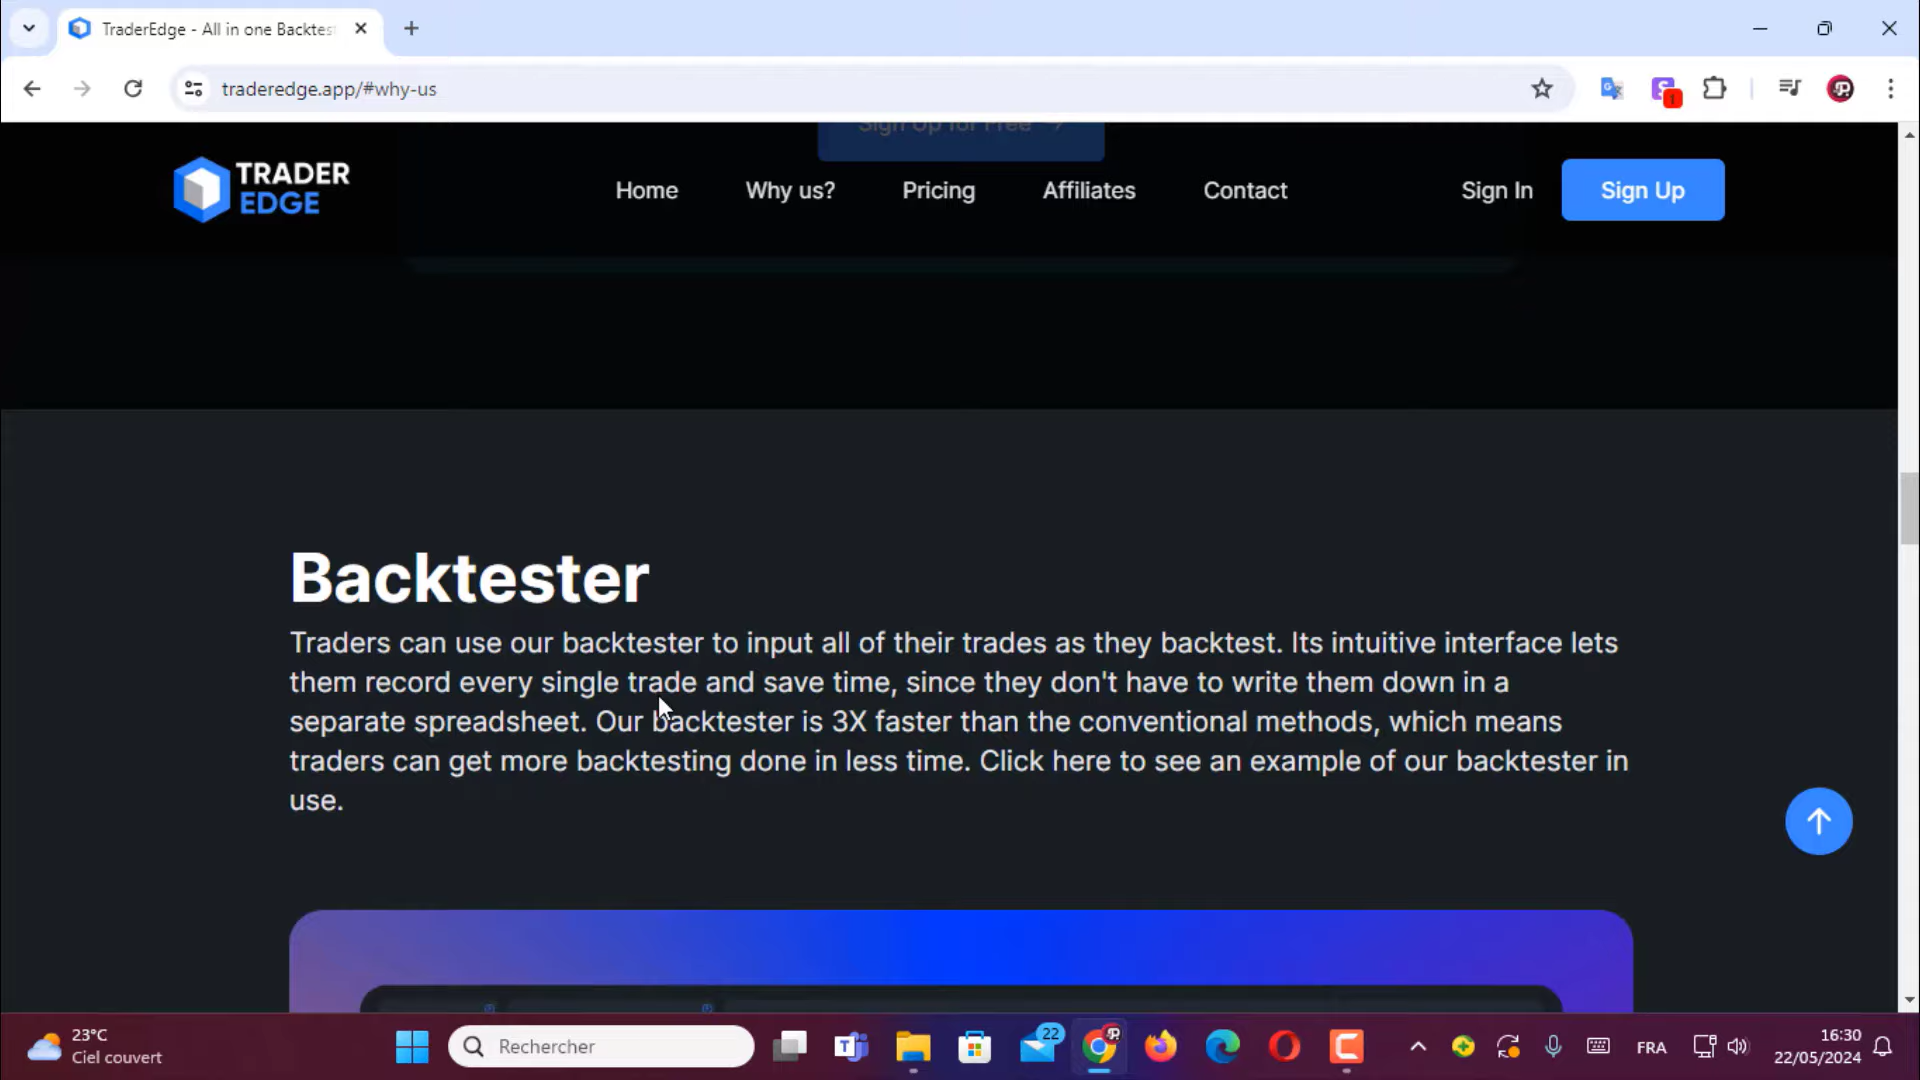 TraderEdge - All in one Backtest
traderedge.app/#why-us
1
Sign Up for Free →
TRADER
EDGE
Home
Why us?
Pricing
Affiliates
Contact
Sign In
Sign Up
Backtester
Traders can use our backtester to input all of their trades as they backtest. Its intuitive interface lets
them record every single trade and save time, since they don't have to write them down in a
separate spreadsheet. Our backtester is 3X faster than the conventional methods, which means
traders can get more backtesting done in less time. Click here to see an example of our backtester in
use.
23°C
Ciel couvert
Rechercher
22
FRA
16:30
22/05/2024